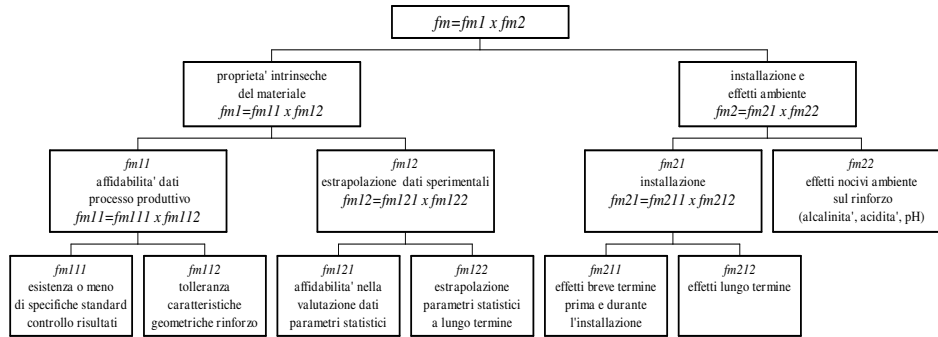 fm=fm1 x fm2
proprieta' intrinseche
del materiale
fm1=fm11 x fm12
installazione e
effetti ambiente
fm2=fm21 x fm22
fm11
affidabilita' dati
processo produttivo
fm11=fm111 x fm112
fm12
estrapolazione dati sperimentali
fm12=fm121 x fm122
fm21
installazione
fm21=fm211 x fm212
fm22
effetti nocivi ambiente
sul rinforzo
(alcalinita', acidita', pH)
fm111
esistenza o meno
di specifiche standard
controllo risultati
fm112
tolleranza
caratteristiche
geometriche rinforzo
fm121
affidabilita' nella
valutazione dati
parametri statistici
fm122
estrapolazione
parametri statistici
a lungo termine
fm211
effetti breve termine
prima e durante
l'installazione
fm212
effetti lungo termine